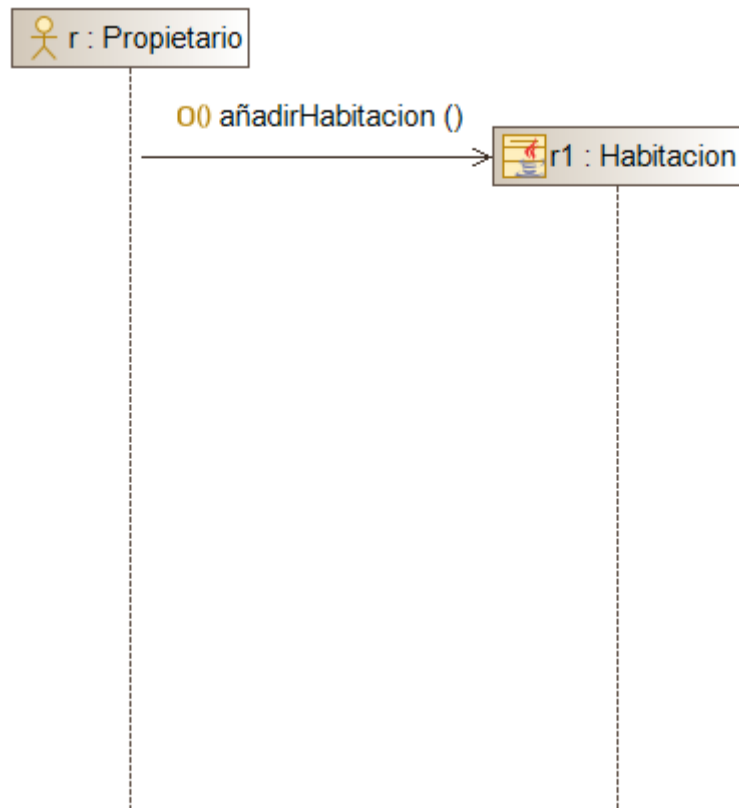 r : Propietario
O() añadirHabitacion ()
r1 : Habitacion